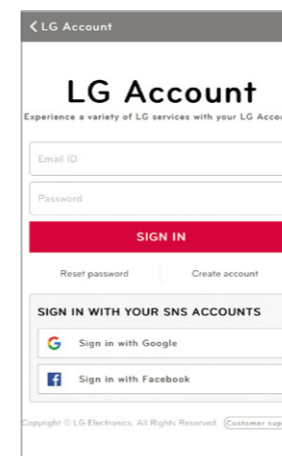 LG Account
LG Account
Experience a variety of LG services with your LG Accou
Email ID
Password
SIGN IN
Reset password
Create account
SIGN IN WITH YOUR SNS ACCOUNTS
Sign in with Google
Sign in with Facebook
opyright © LG Electronics. All Rights Reserved. Customer sup